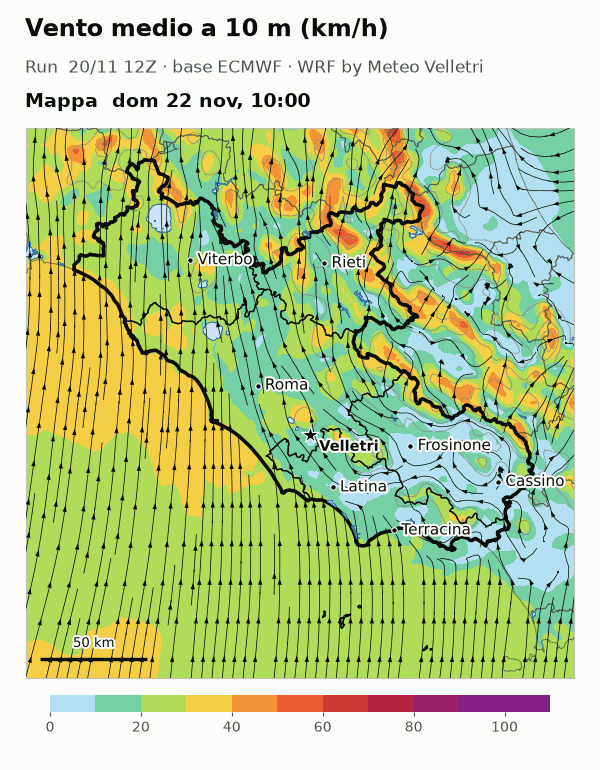 Vento medio a 10 m (km/h)
Run  20/11 12Z · base ECMWF · WRF by Meteo Velletri
Mappa  dom 22 nov, 10:00
Viterbo
Rieti
Roma
Velletri
Frosinone
Latina
Cassino
Terracina
50 km
0 20 40 60 80 100